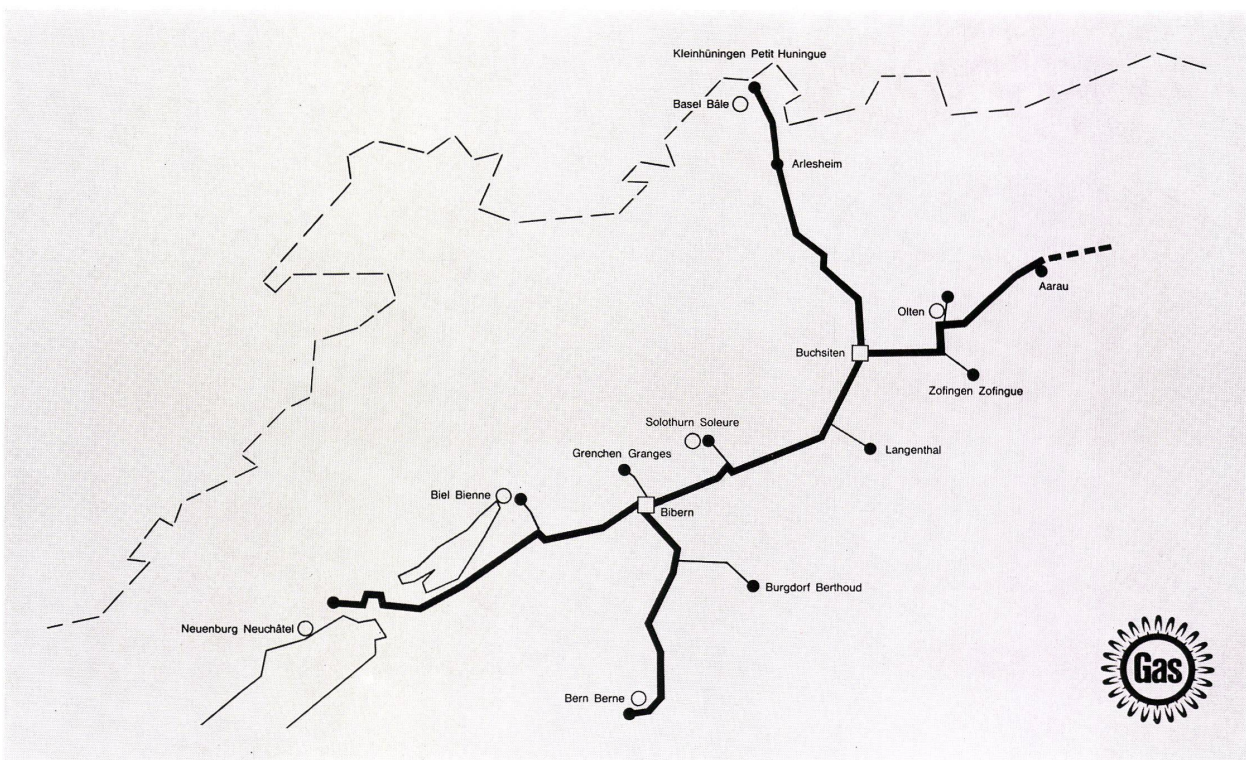 Kleinhüningen Petit Huningue
Basel Bâle
Arlesheim
Aarau
Olten
Buchsiten
Zofingen Zofingue
Solothurn Soleure
Grenchen Granges
Langenthal
Biel Bienne
Bibern
Burgdorf Berthoud
Neuenburg Neuchâtel
Gas
Bern Berne